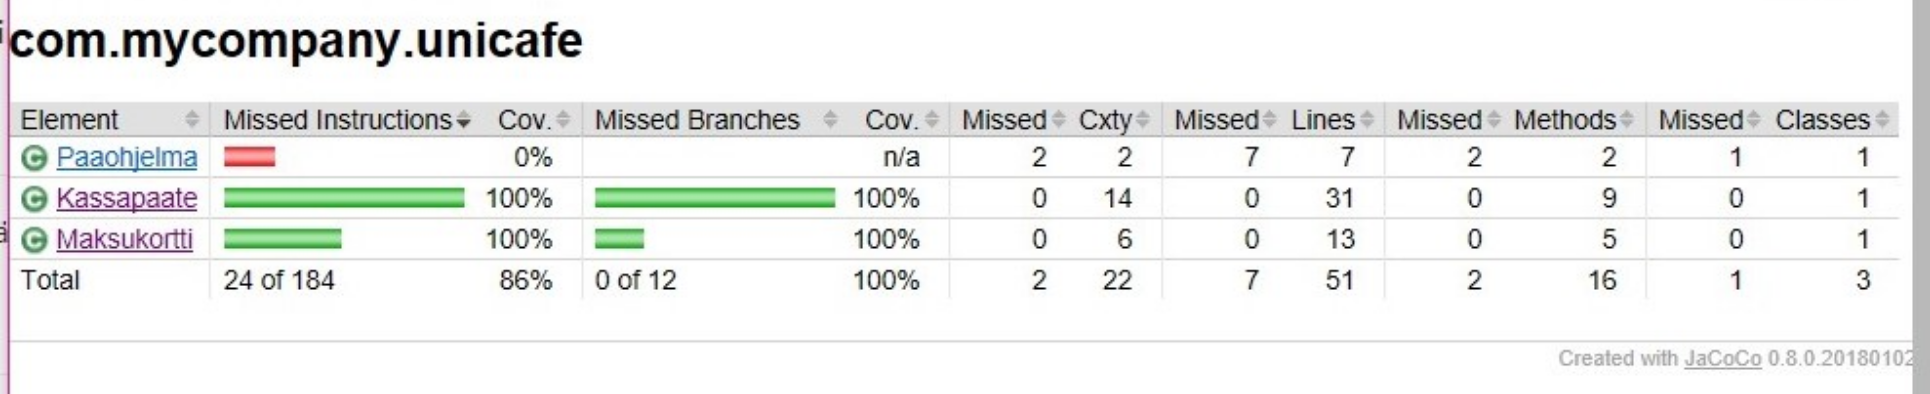 com.mycompany.unicafe
Element Missed Instructions Cov. Missed Branches Cov. Missed Cxty Missed Lines Missed Methods Missed Classes
Paaohjelma 0% n/a 2 2 7 7 2 2 1 1
Kassapaate 100% 100% 0 14 0 31 0 9 0 1
Maksukortti 100% 100% 0 6 0 13 0 5 0 1
Total 24 of 184 86% 0 of 12 100% 2 22 7 51 2 16 1 3
Created with JaCoCo 0.8.0.20180102